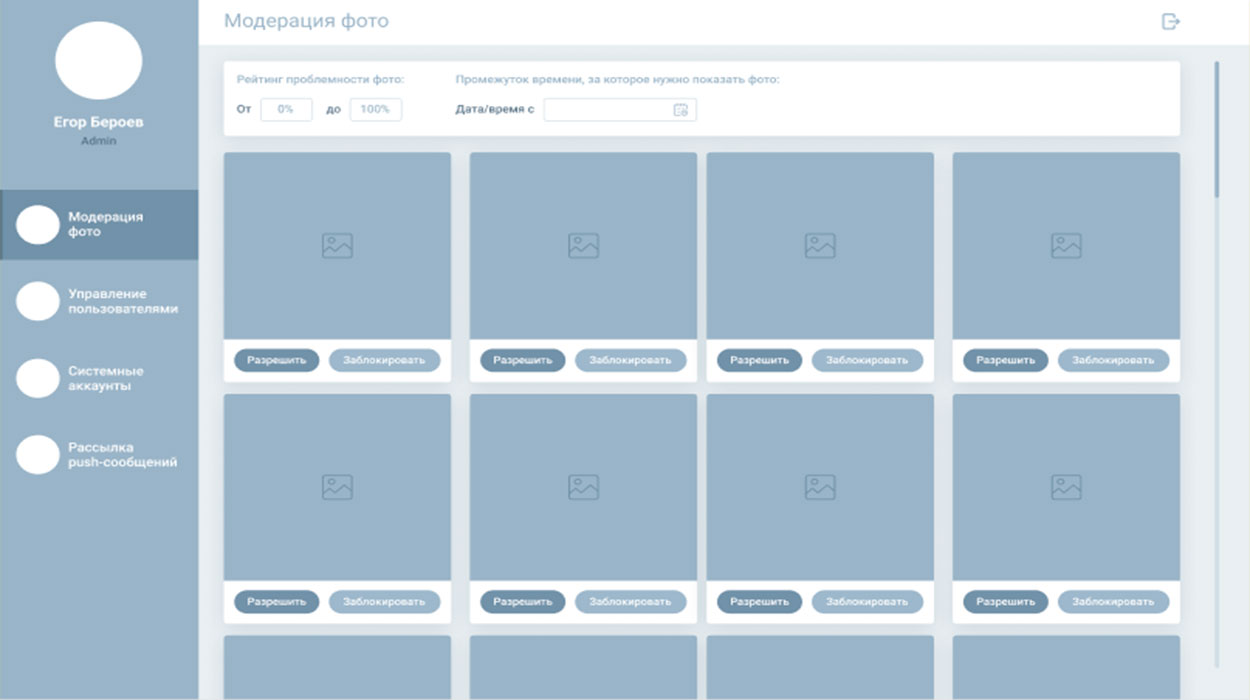 Модерация фото
Егор Бероев
Admin
Модерация
фото
Управление
пользователями
Системные
аккаунты
Рассылка
push-сообщений
Рейтинг проблемности фото: Промежуток времени, за которое нужно показать фото:
От 0% до 100% Дата/время с
Разрешить Заблокировать Разрешить Заблокировать Разрешить Заблокировать Разрешить Заблокировать
Разрешить Заблокировать Разрешить Заблокировать Разрешить Заблокировать Разрешить Заблокировать